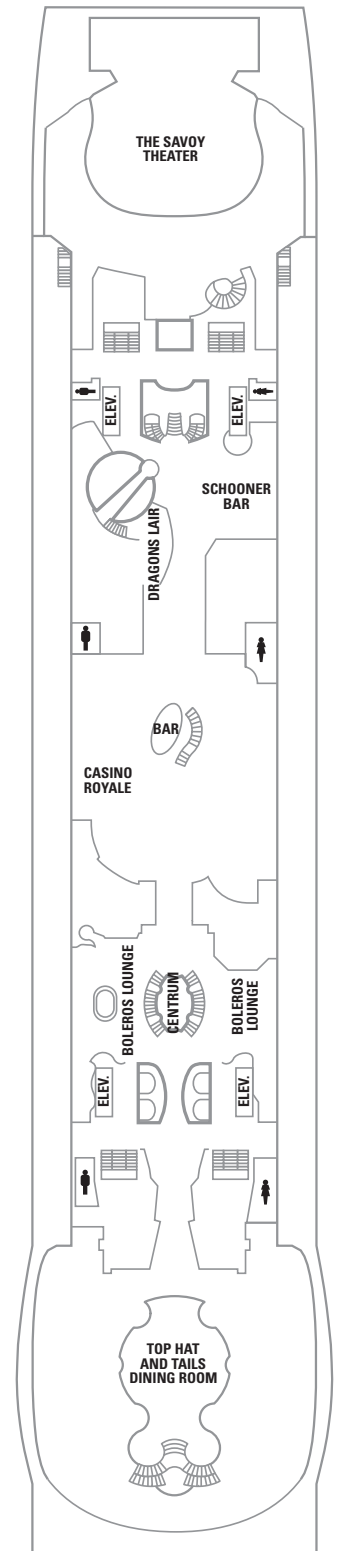 THE SAVOY
THEATER
ELEV.
ELEV.
SCHOONER
BAR
DRAGONS LAIR
BAR
CASINO
ROYALE
BOLEROS LOUNGE
CENTRUM
BOLEROS
LOUNGE
ELEV.
ELEV.
TOP HAT
AND TAILS
DINING ROOM